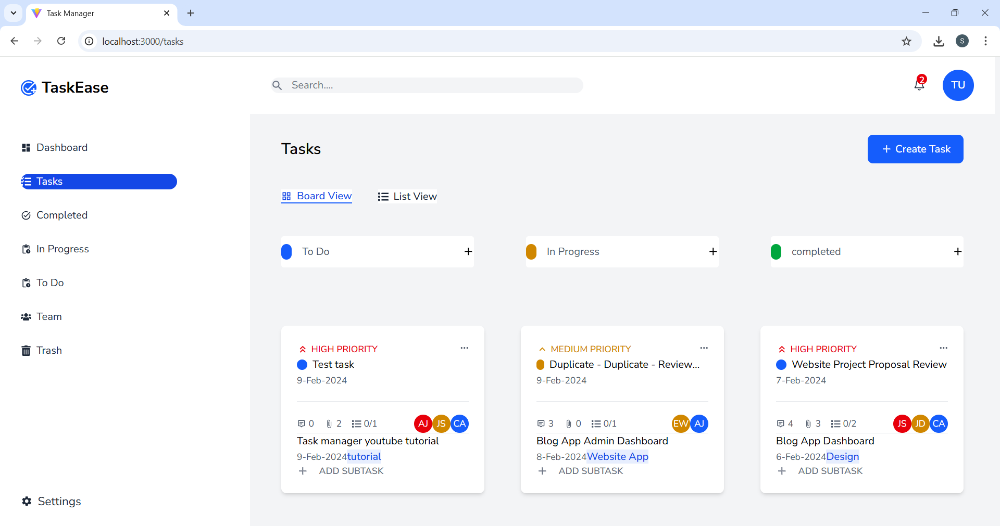 Task Manager
localhost:3000/tasks
S
TaskEase
Search....
2
TU
Dashboard
Tasks
Completed
In Progress
To Do
Team
Trash
Settings
Tasks
+ Create Task
Board View
List View
To Do +
In Progress +
completed +
HIGH PRIORITY ...
Test task
9-Feb-2024
0 2 0/1 AJ JS CA
Task manager youtube tutorial
9-Feb-2024tutorial
+ ADD SUBTASK
MEDIUM PRIORITY ...
Duplicate - Duplicate - Review...
9-Feb-2024
3 0 0/1 EW AJ
Blog App Admin Dashboard
8-Feb-2024Website App
+ ADD SUBTASK
HIGH PRIORITY ...
Website Project Proposal Review
7-Feb-2024
4 3 0/2 JS JD CA
Blog App Dashboard
6-Feb-2024Design
+ ADD SUBTASK